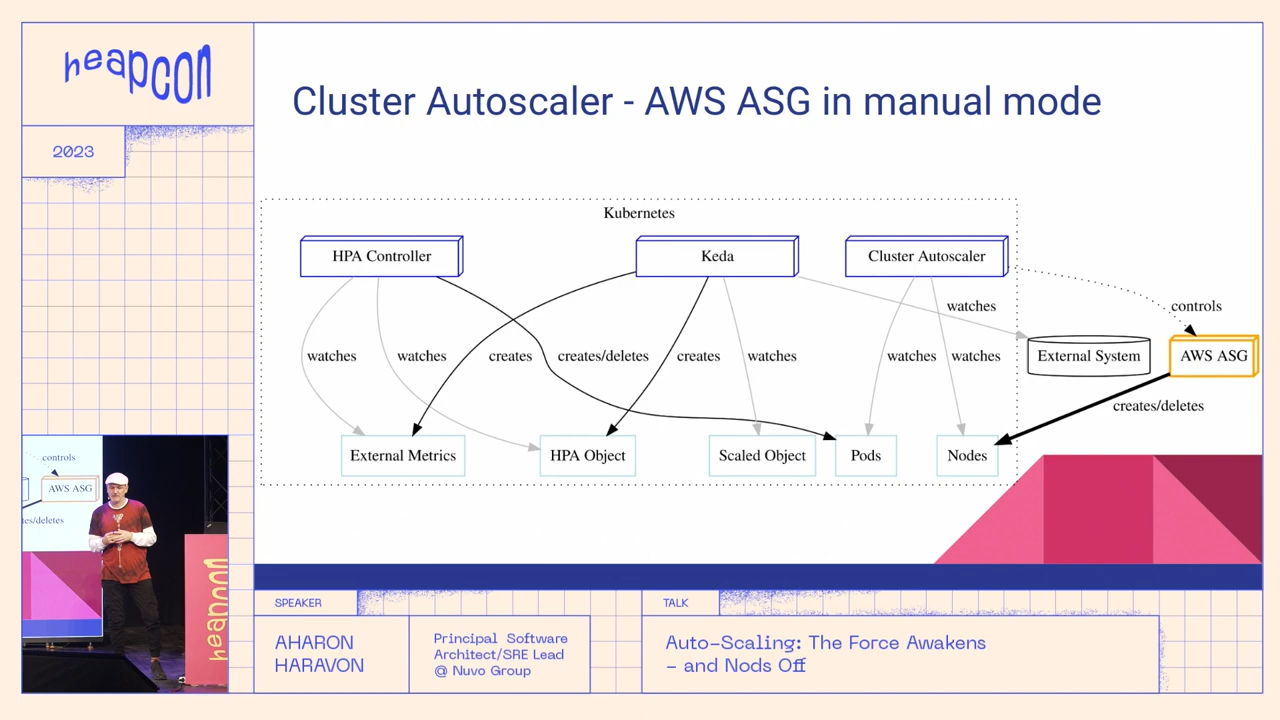 heapcon
2023
Cluster Autoscaler - AWS ASG in manual mode
Kubernetes
HPA Controller
Keda
Cluster Autoscaler
watches
controls
External System
AWS ASG
watches
watches
creates
creates/deletes
creates
watches
watches
watches
creates/deletes
External Metrics
HPA Object
Scaled Object
Pods
Nodes
controls
AWS ASG
tes/deletes
heapcon
SPEAKER
AHARON
HARAVON
Principal Software
Architect/SRE Lead
@ Nuvo Group
TALK
Auto-Scaling: The Force Awakens
- and Nods Off